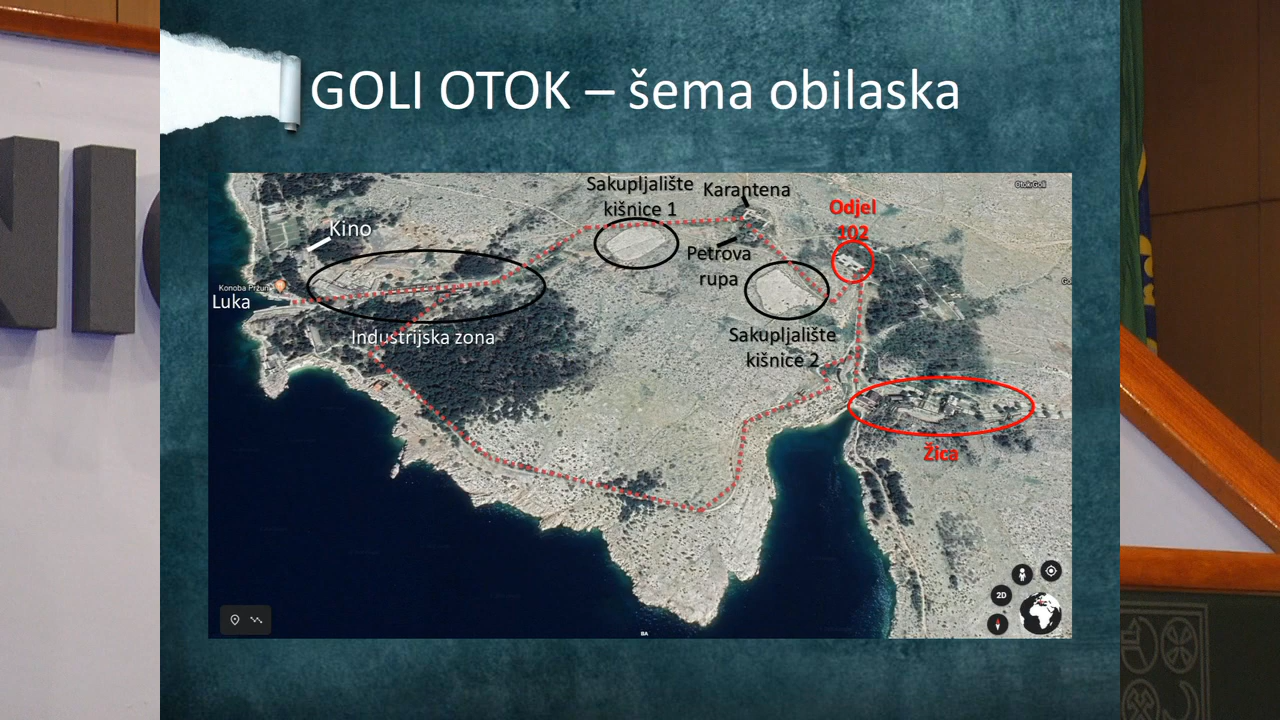 GOLI OTOK – šema obilaska
Sakupljalište
kišnice 1
Karantena
Otok Goli
Odjel
102
Kino
Petrova
rupa
Konoba Pržun
Luka
Industrijska zona
Sakupljalište
kišnice 2
Žica
2D
BA